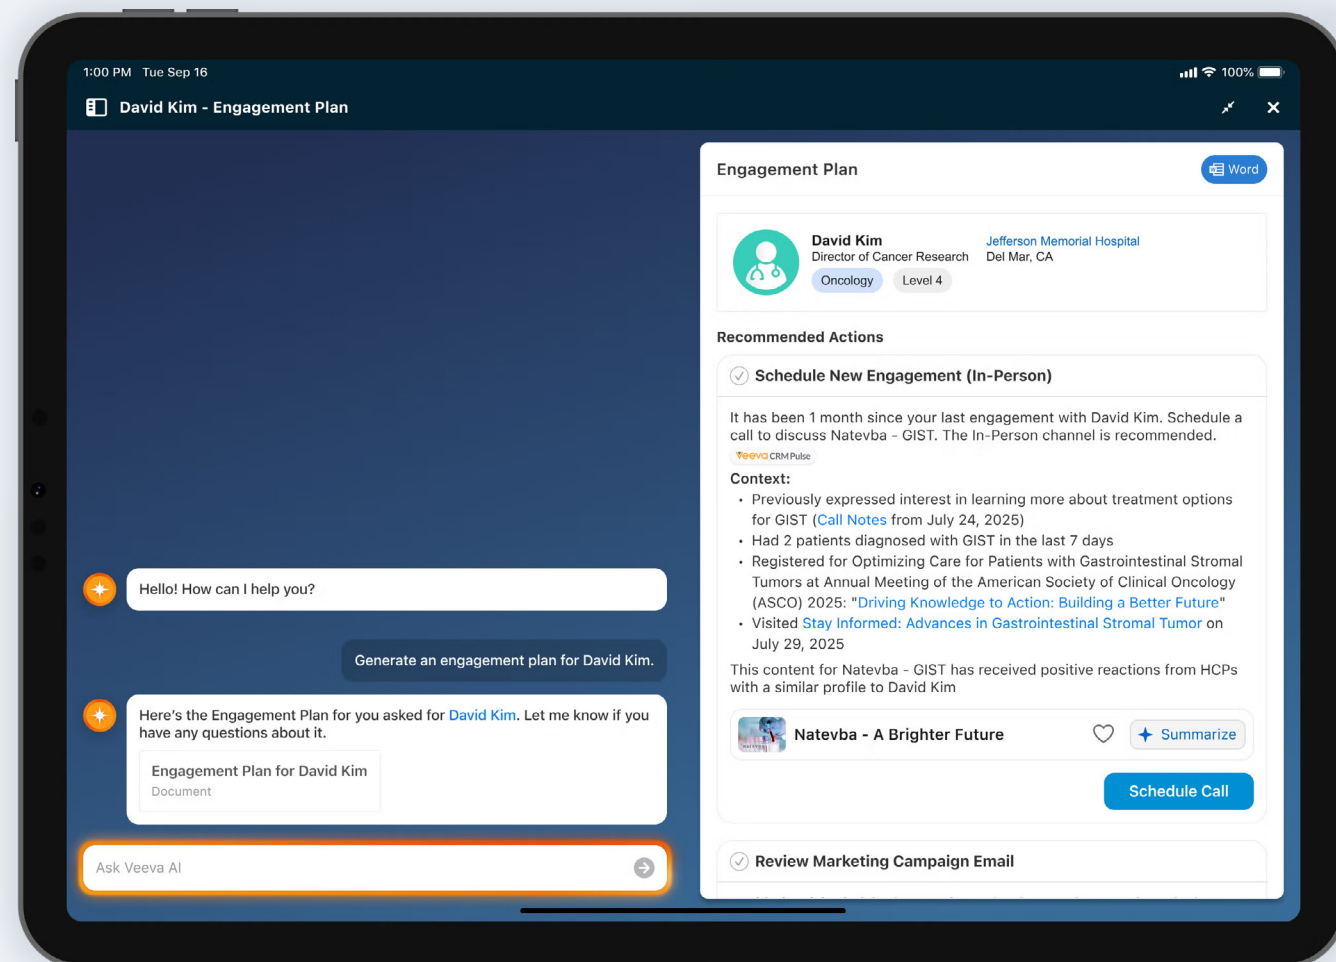 1:00 PM Tue Sep 16
100%
David Kim - Engagement Plan
Hello! How can I help you?
Generate an engagement plan for David Kim.
Here's the Engagement Plan for you asked for David Kim. Let me know if you
have any questions about it.
Engagement Plan for David Kim
Document
Ask Veeva AI
Engagement Plan
Word
David Kim
Director of Cancer Research
Oncology
Level 4
Jefferson Memorial Hospital
Del Mar, CA
Recommended Actions
Schedule New Engagement (In-Person)
It has been 1 month since your last engagement with David Kim. Schedule a
call to discuss Natevba - GIST. The In-Person channel is recommended.
Veeva CRM Pulse
Context:
• Previously expressed interest in learning more about treatment options
for GIST (Call Notes from July 24, 2025)
• Had 2 patients diagnosed with GIST in the last 7 days
• Registered for Optimizing Care for Patients with Gastrointestinal Stromal
Tumors at Annual Meeting of the American Society of Clinical Oncology
(ASCO) 2025: "Driving Knowledge to Action: Building a Better Future"
• Visited Stay Informed: Advances in Gastrointestinal Stromal Tumor on
July 29, 2025
This content for Natevba - GIST has received positive reactions from HCPs
with a similar profile to David Kim
Natevba - A Brighter Future
Summarize
Schedule Call
Review Marketing Campaign Email